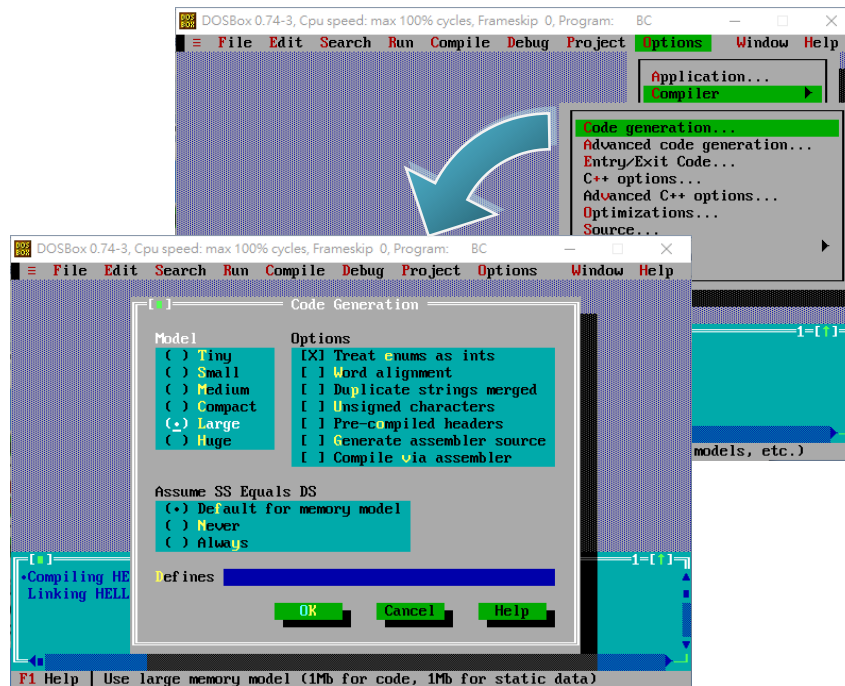 DOSBox 0.74-3, Cpu speed: max 100% cycles, Frameskip 0, Program: BC
≡ File Edit Search Run Compile Debug Project Options Window Help
Application...
Compiler
Code generation...
Advanced code generation...
Entry/Exit Code...
C++ options...
Advanced C++ options...
Optimizations...
Source...
1=[↑]
models, etc.)
DOSBox 0.74-3, Cpu speed: max 100% cycles, Frameskip 0, Program: BC
≡ File Edit Search Run Compile Debug Project Options Window Help
Code Generation
Model
( ) Tiny
( ) Small
( ) Medium
( ) Compact
(•) Large
( ) Huge
Options
[X] Treat enums as ints
[ ] Word alignment
[ ] Duplicate strings merged
[ ] Unsigned characters
[ ] Pre-compiled headers
[ ] Generate assembler source
[ ] Compile via assembler
Assume SS Equals DS
(•) Default for memory model
( ) Never
( ) Always
Defines
OK Cancel Help
1=[↑]
•Compiling HE
Linking HELL
F1 Help | Use large memory model (1Mb for code, 1Mb for static data)